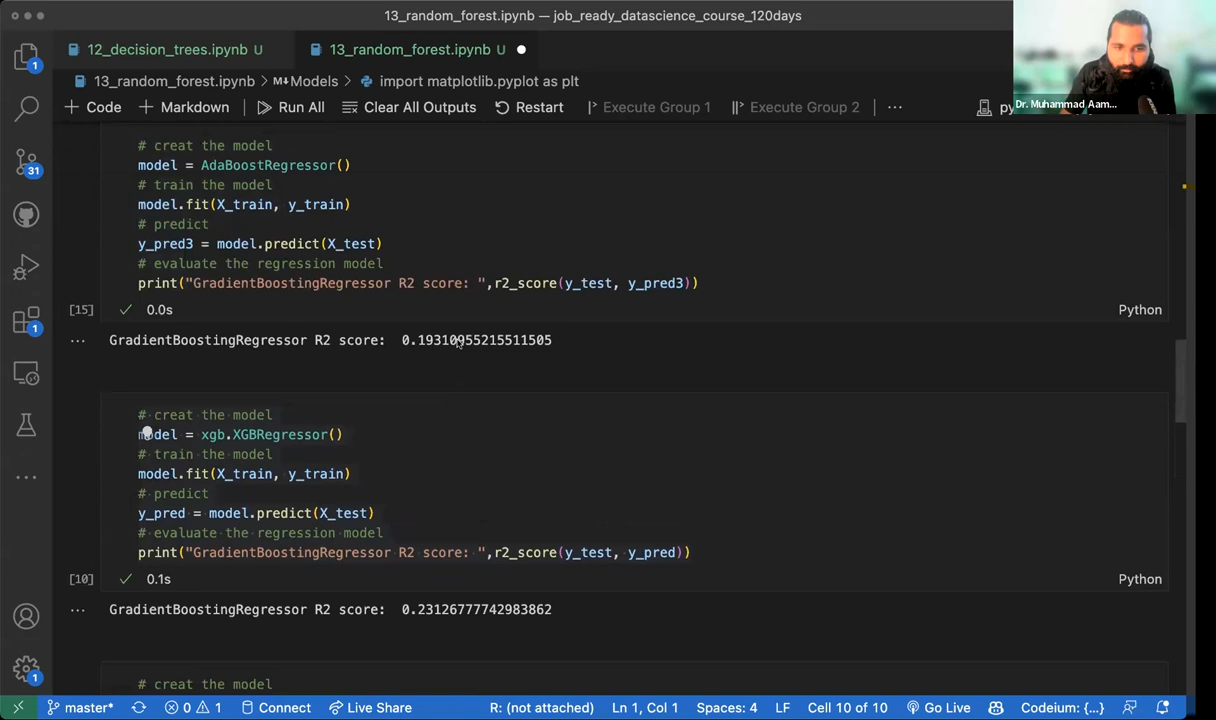 13_random_forest.ipynb — job_ready_datascience_course_120days
12_decision_trees.ipynb U
13_random_forest.ipynb U
13_random_forest.ipynb > M↓Models > import matplotlib.pyplot as plt
+ Code + Markdown Run All Clear All Outputs Restart Execute Group 1 Execute Group 2 ... py
Dr. Muhammad Aam...
# creat the model
model = AdaBoostRegressor()
# train the model
model.fit(X_train, y_train)
# predict
y_pred3 = model.predict(X_test)
# evaluate the regression model
print("GradientBoostingRegressor R2 score: ",r2_score(y_test, y_pred3))
[15] 0.0s Python
... GradientBoostingRegressor R2 score: 0.19310955215511505
# creat the model
model = xgb.XGBRegressor()
# train the model
model.fit(X_train, y_train)
# predict
y_pred = model.predict(X_test)
# evaluate the regression model
print("GradientBoostingRegressor R2 score: ",r2_score(y_test, y_pred))
[10] 0.1s Python
... GradientBoostingRegressor R2 score: 0.23126777742983862
# creat the model
1
31
1
1
master* 0 1 Connect Live Share R: (not attached) Ln 1, Col 1 Spaces: 4 LF Cell 10 of 10 Go Live Codeium: {...}